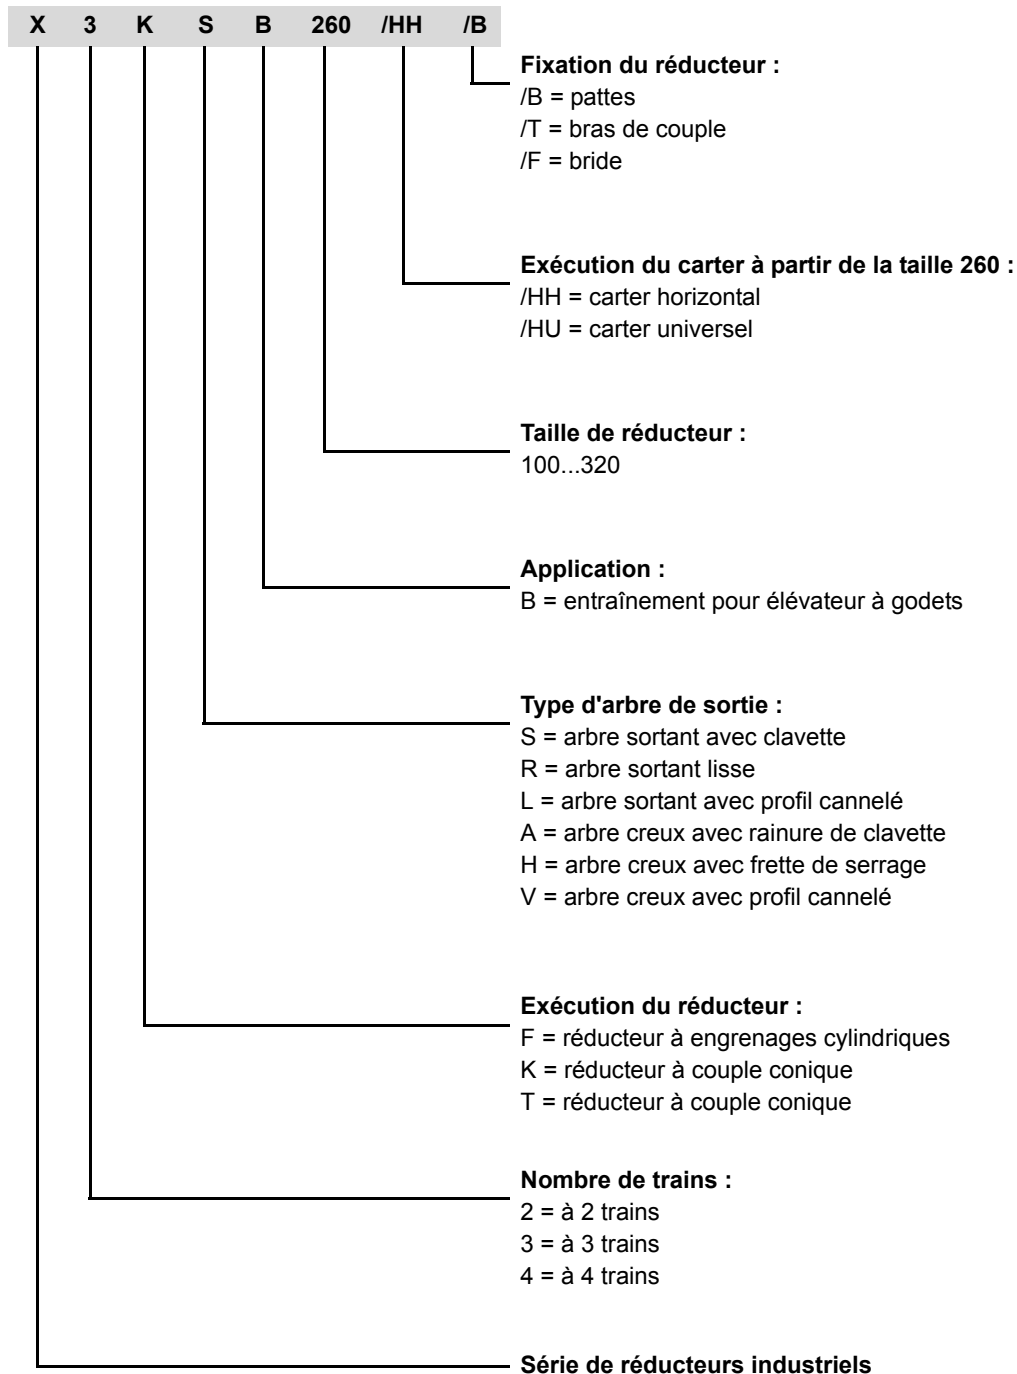 X 3 K S B 260 /HH /B
Fixation du réducteur :
/B = pattes
/T = bras de couple
/F = bride
Exécution du carter à partir de la taille 260 :
/HH = carter horizontal
/HU = carter universel
Taille de réducteur :
100...320
Application :
B = entraînement pour élévateur à godets
Type d'arbre de sortie :
S = arbre sortant avec clavette
R = arbre sortant lisse
L = arbre sortant avec profil cannelé
A = arbre creux avec rainure de clavette
H = arbre creux avec frette de serrage
V = arbre creux avec profil cannelé
Exécution du réducteur :
F = réducteur à engrenages cylindriques
K = réducteur à couple conique
T = réducteur à couple conique
Nombre de trains :
2 = à 2 trains
3 = à 3 trains
4 = à 4 trains
Série de réducteurs industriels